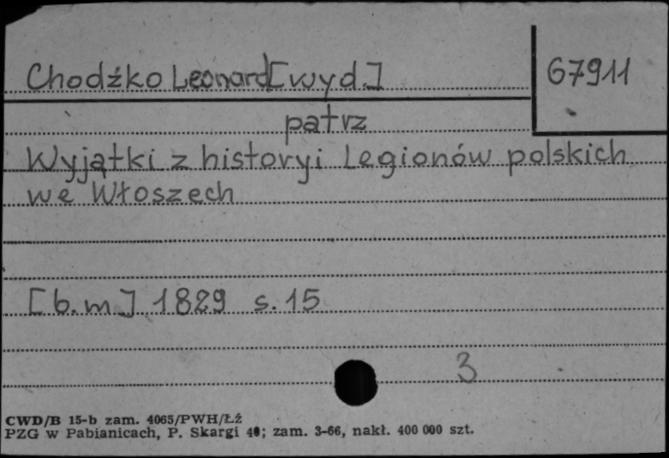 Chodźko Leonard [wyd.]
67911
patrz
Wyjątki z historyi Legionów polskich
we Włoszech
[b.m] 1829 s. 15
3
CWD/B 15-b zam. 4065/PWH/Łź
PZG w Pabianicach, P. Skargi 40; zam. 3-66, nakł. 400 000 szt.